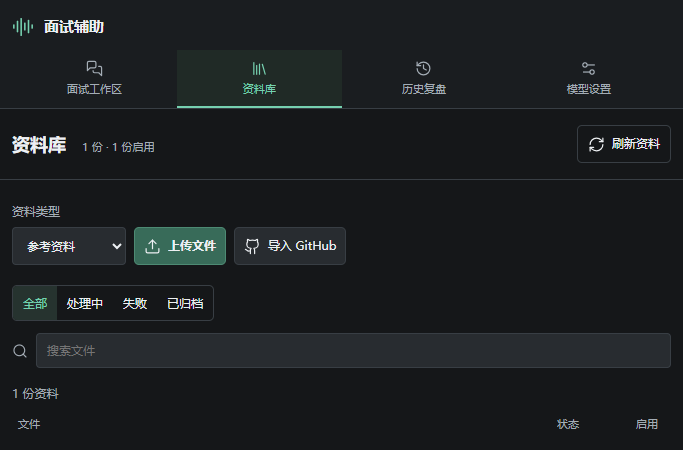 面试辅助
面试工作区 资料库 历史复盘 模型设置
资料库 1 份 · 1 份启用 刷新资料
资料类型
参考资料 上传文件 导入 GitHub
全部 处理中 失败 已归档
搜索文件
1 份资料
文件 状态 启用